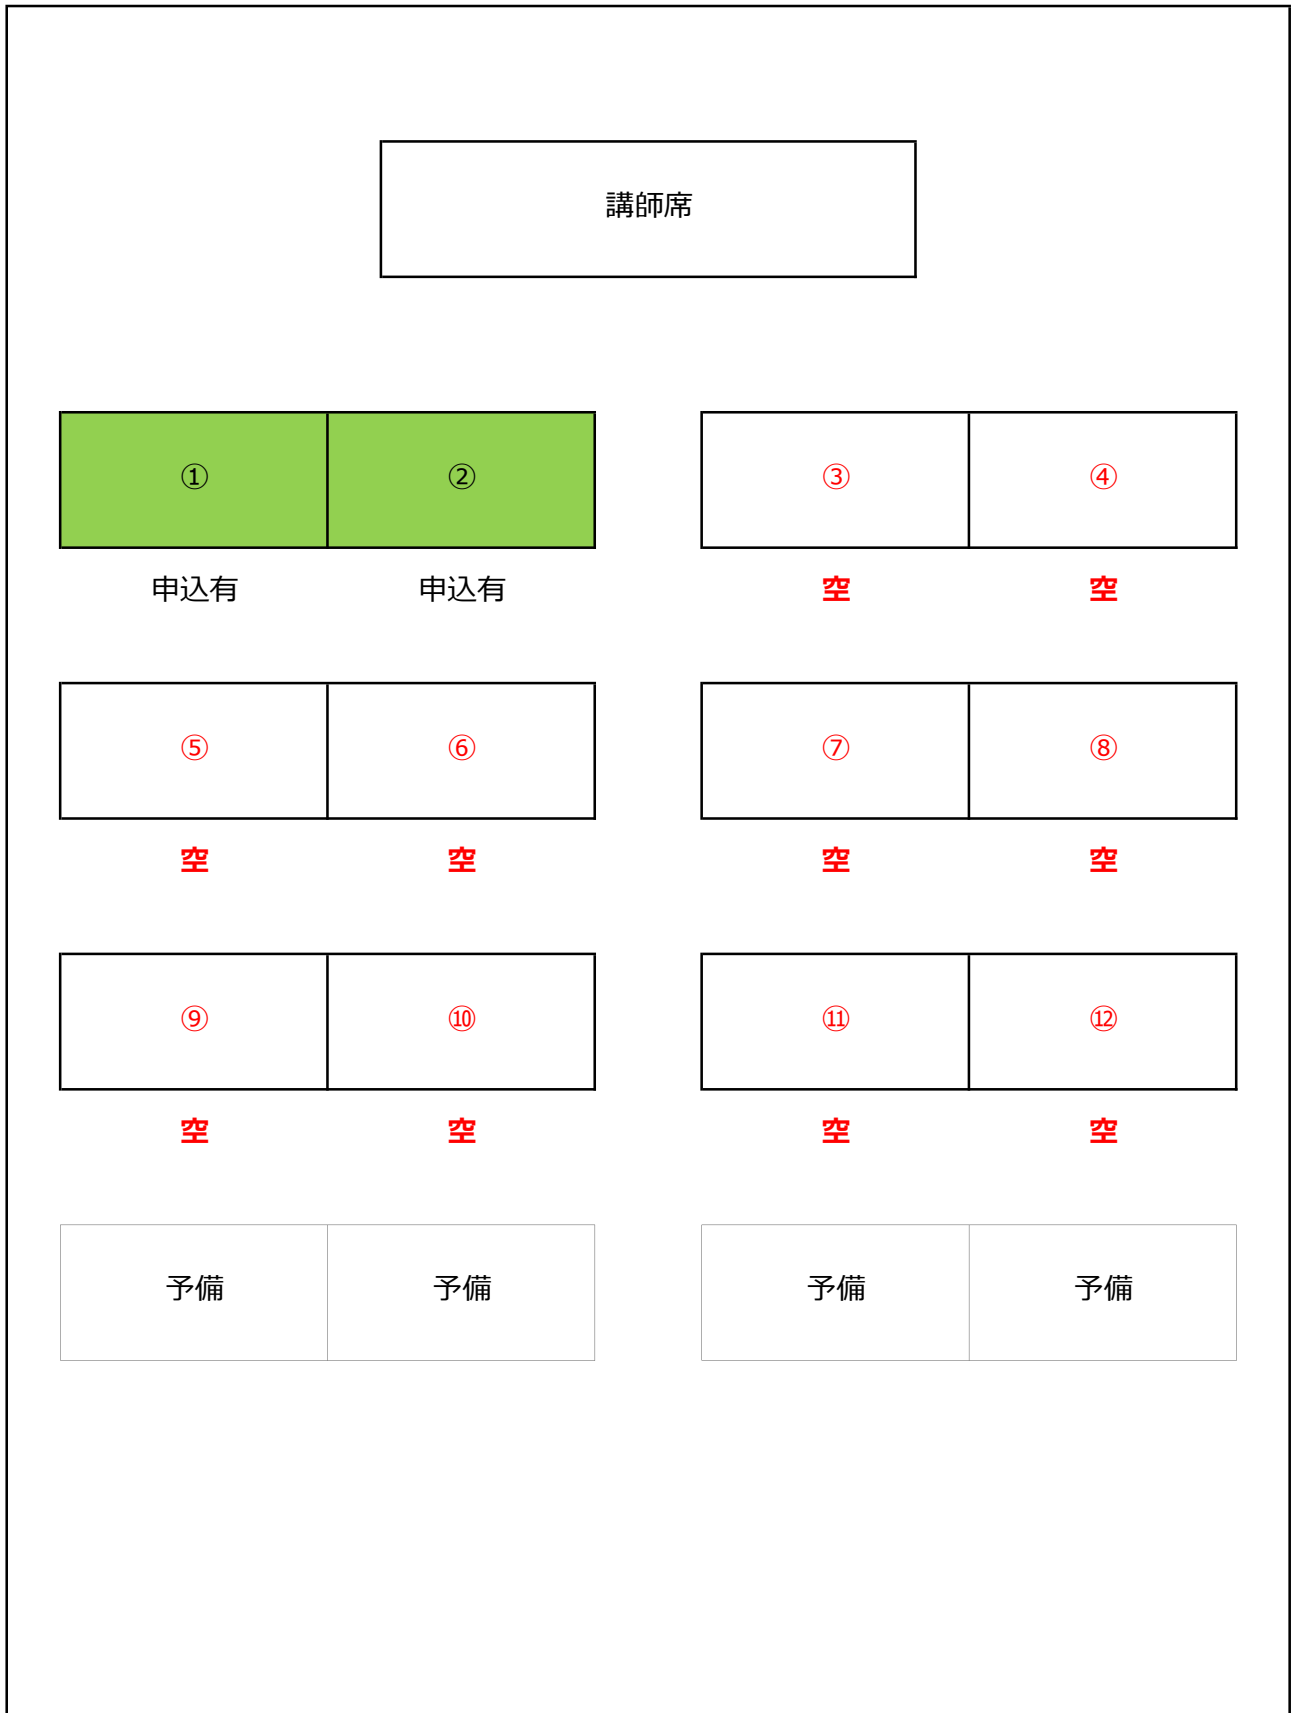 講師席
① ② ③ ④
申込有 申込有 空 空
⑤ ⑥ ⑦ ⑧
空 空 空 空
⑨ ⑩ ⑪ ⑫
空 空 空 空
予備 予備 予備 予備